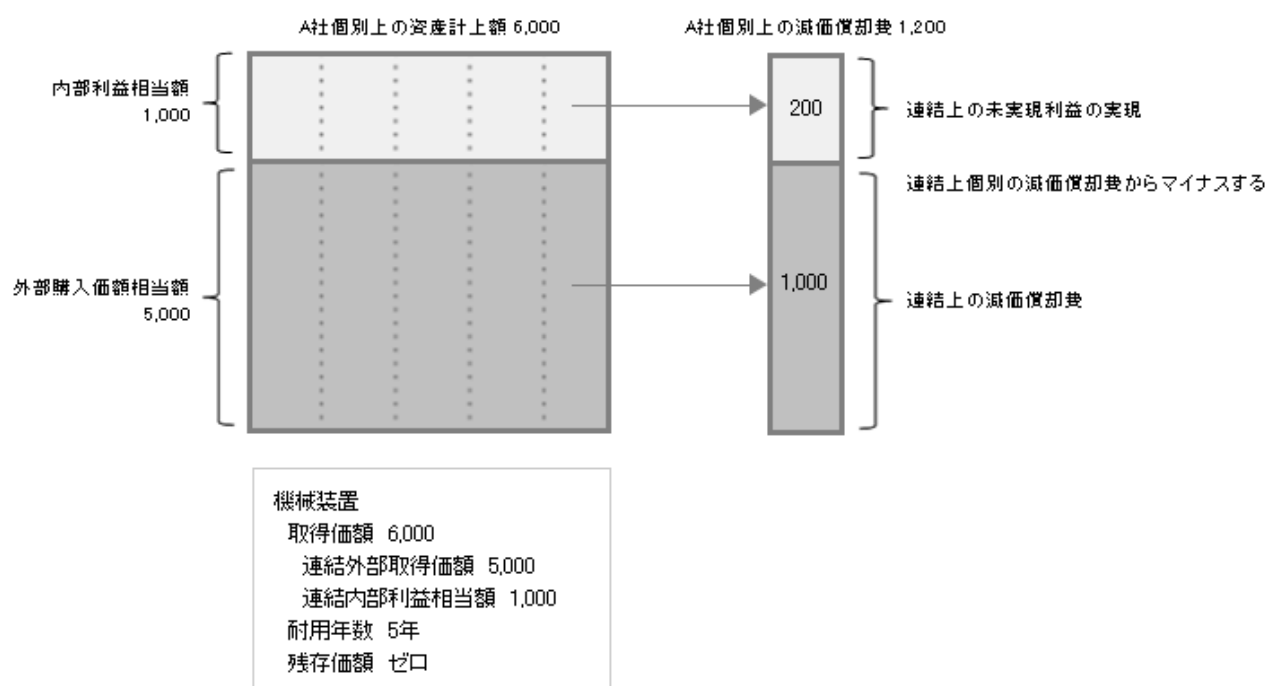 A社個別上の資産計上額 6,000
A社個別上の減価償却費 1,200
内部利益相当額
1,000
200
連結上の未実現利益の実現
連結上個別の減価償却費からマイナスする
外部購入価額相当額
5,000
1,000
連結上の減価償却費
機械装置
取得価額 6,000
連結外部取得価額 5,000
連結内部利益相当額 1,000
耐用年数 5年
残存価額 ゼロ